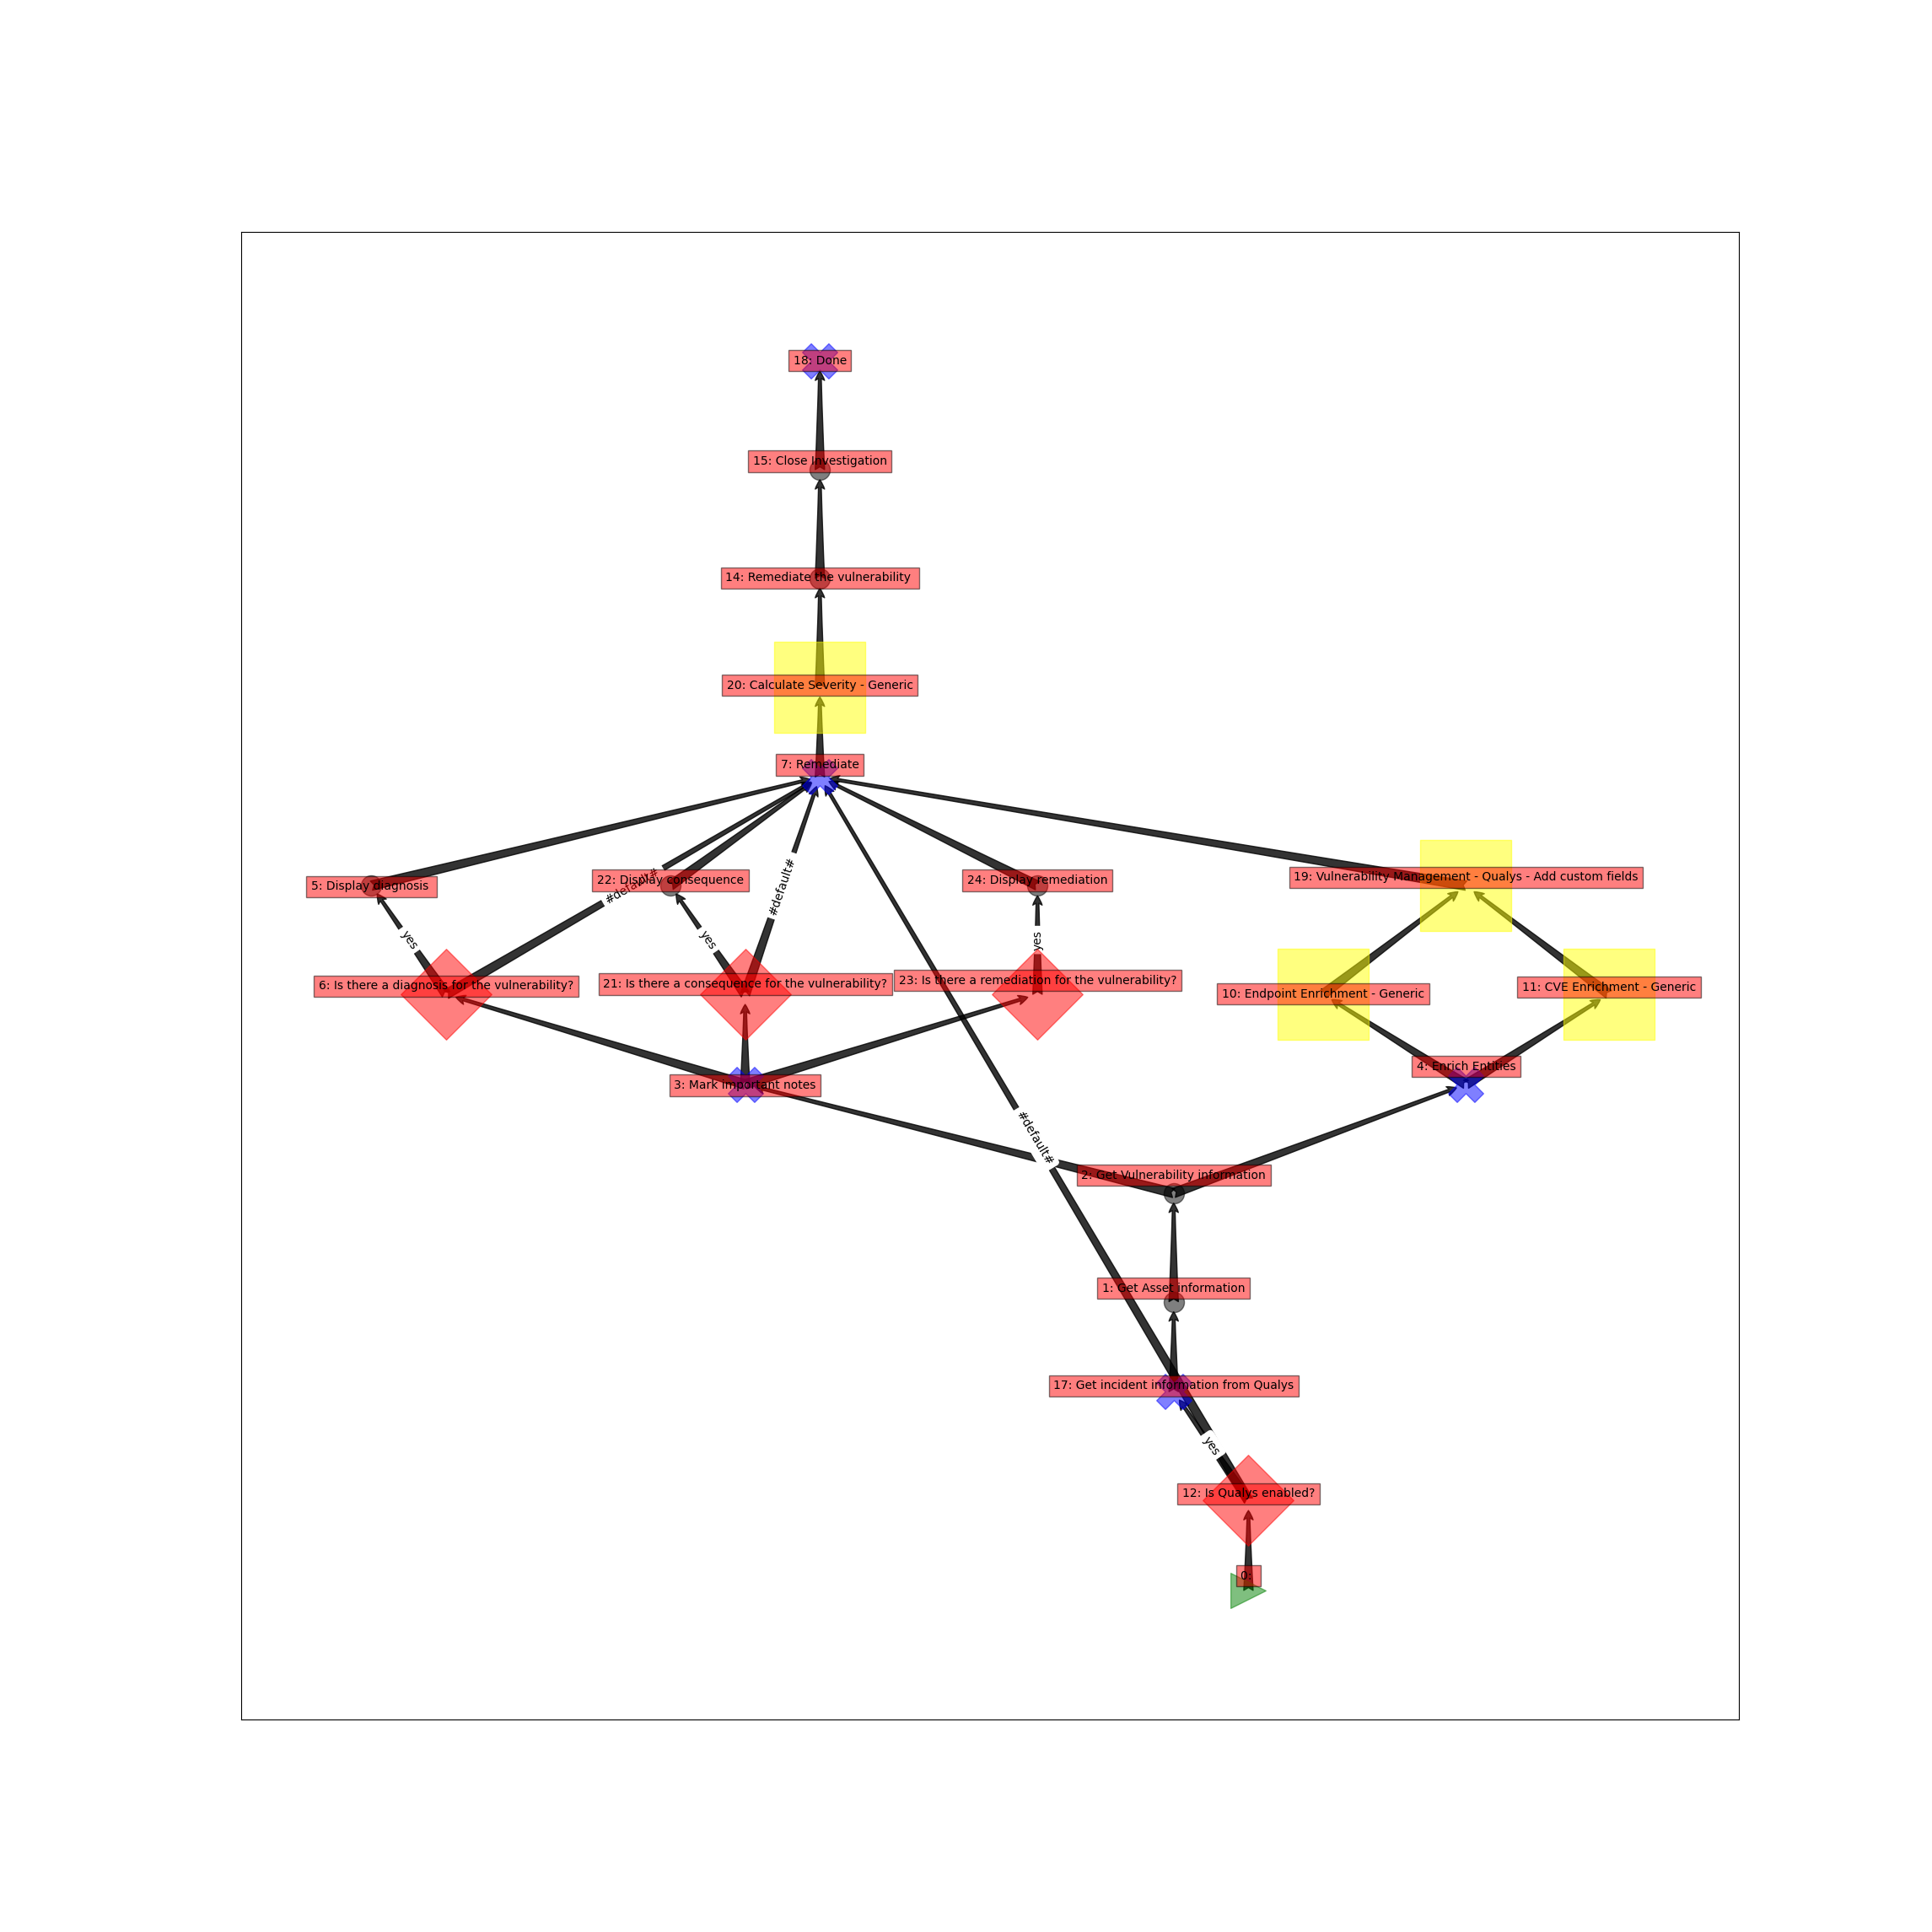 18: Done
15: Close Investigation
14: Remediate the vulnerability
20: Calculate Severity - Generic
7: Remediate
#default#
#default#
5: Display diagnosis
22: Display consequence
24: Display remediation
19: Vulnerability Management - Qualys - Add custom fields
yes
yes
yes
6: Is there a diagnosis for the vulnerability?
21: Is there a consequence for the vulnerability?
23: Is there a remediation for the vulnerability?
10: Endpoint Enrichment - Generic
11: CVE Enrichment - Generic
4: Enrich Entities
3: Mark important notes
#default#
2: Get Vulnerability information
1: Get Asset information
17: Get incident information from Qualys
yes
12: Is Qualys enabled?
0: